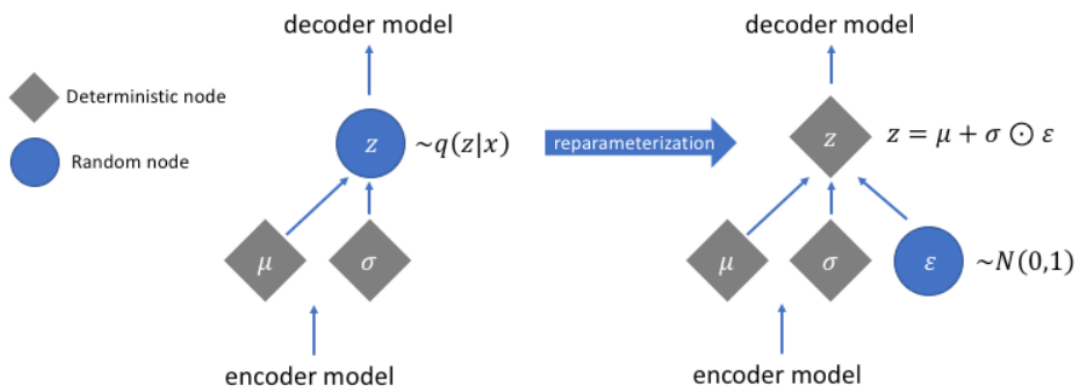 decoder model
decoder model
Deterministic node
Random node
z
~q(z|x)
reparameterization
z
z = μ + σ ⊙ ε
μ
σ
μ
σ
ε
~N(0,1)
encoder model
encoder model